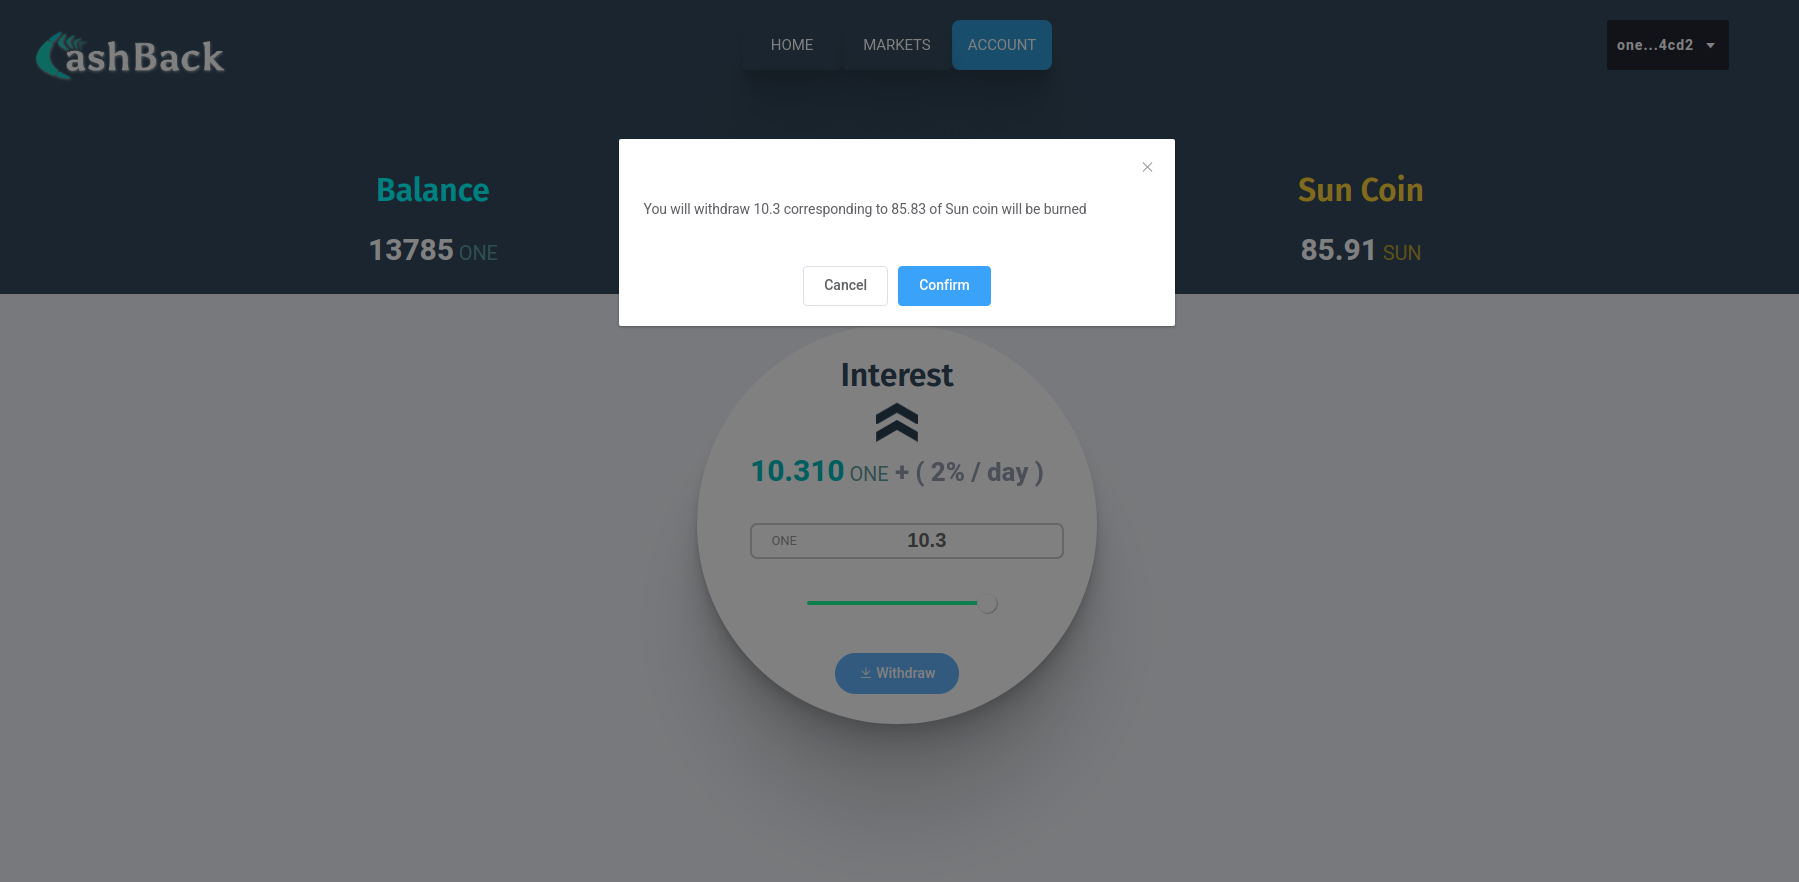 CashBack
HOME
MARKETS
ACCOUNT
one...4cd2
Balance
13785 ONE
Sun Coin
85.91 SUN
You will withdraw 10.3 corresponding to 85.83 of Sun coin will be burned
Cancel
Confirm
Interest
10.310 ONE + ( 2% / day )
ONE
10.3
Withdraw